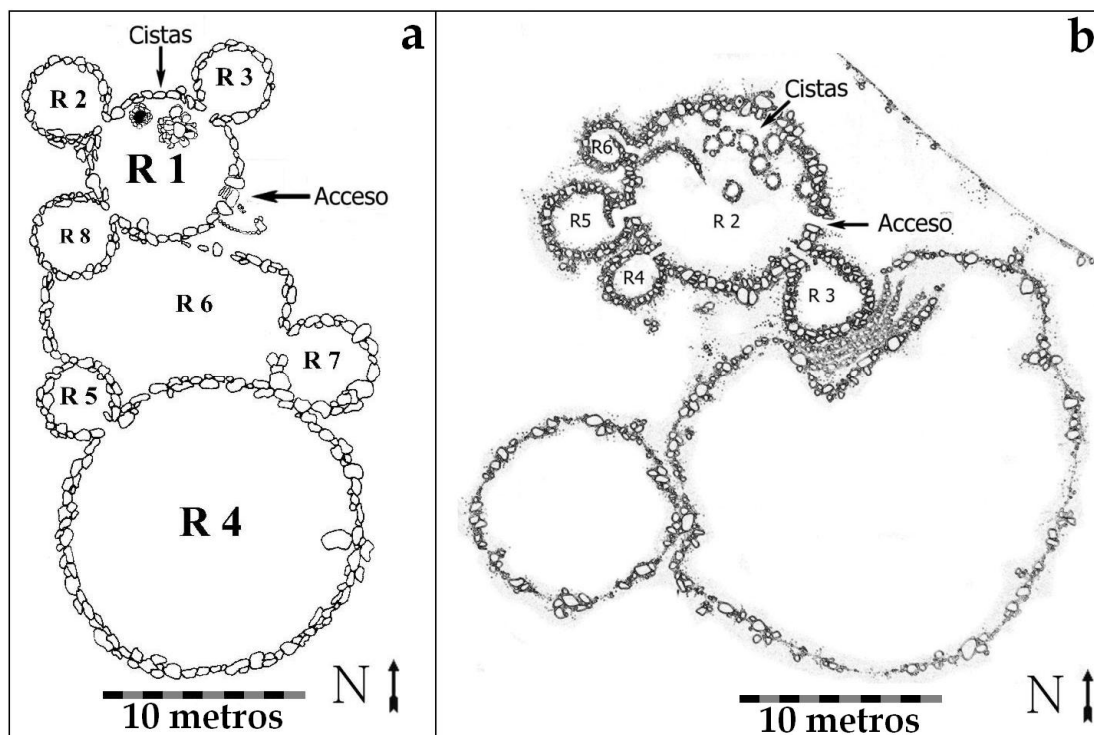 a
Cistas
R 2
R 3
R 1
Acceso
R 8
R 6
R 7
R 5
R 4
N
10 metros
b
Cistas
R6
R5
R 2
Acceso
R4
R 3
N
10 metros